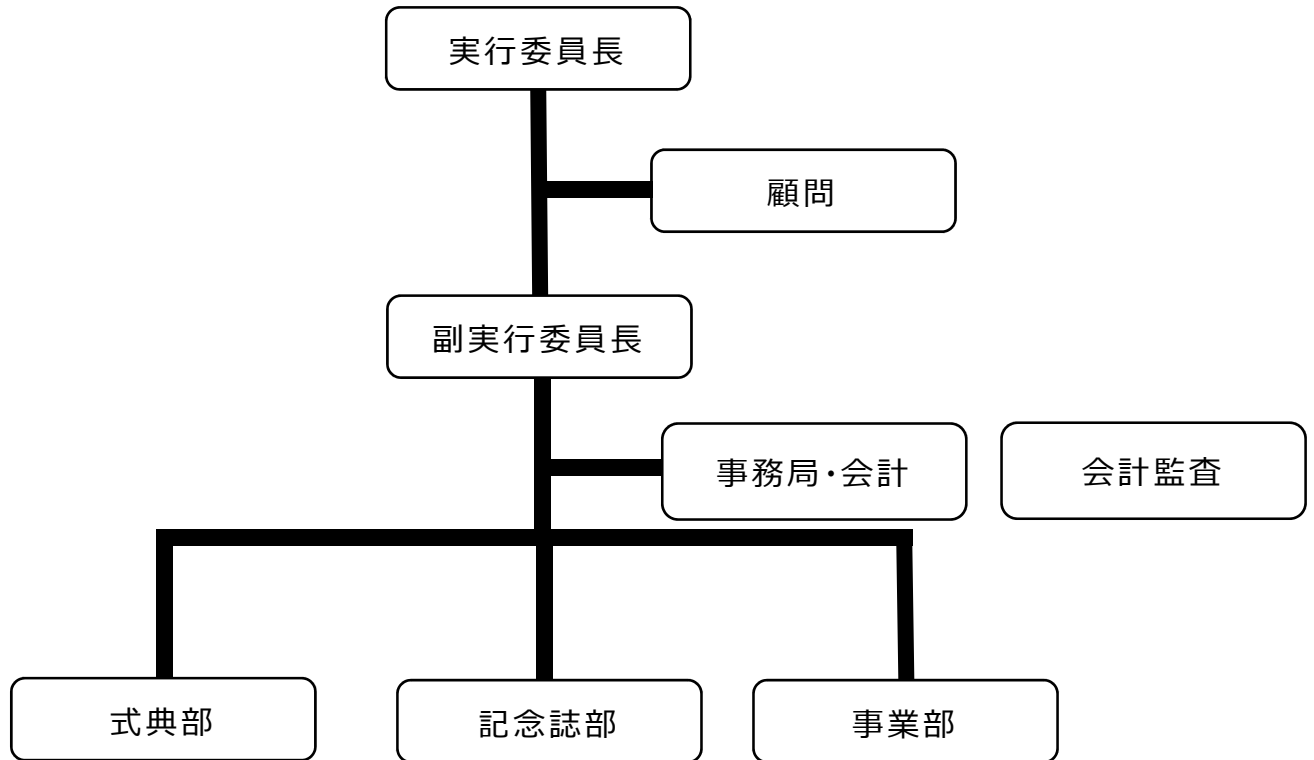 実行委員長
顧問
副実行委員長
事務局・会計
会計監査
式典部
記念誌部
事業部